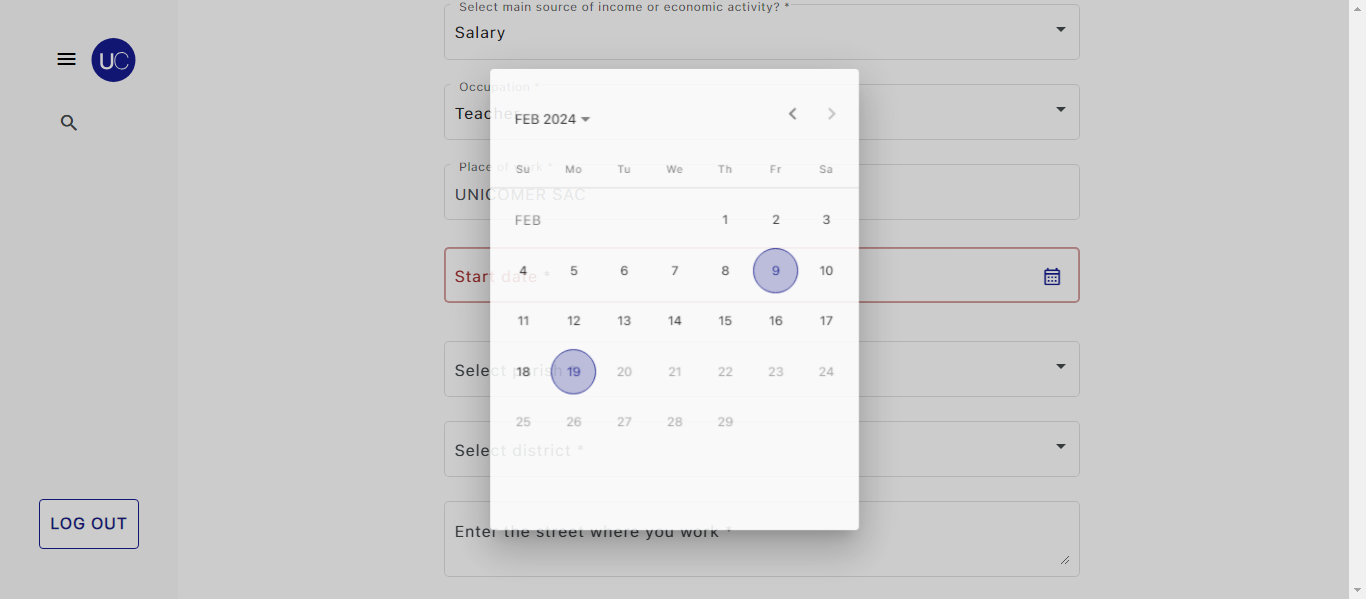 Select main source of income or economic activity? *
Salary
UC
Occupation *
Teacher
FEB 2024
Place of work *
Su Mo Tu We Th Fr Sa
UNICOMER SAC
FEB 1 2 3
4 5 6 7 8 9 10
Start date *
11 12 13 14 15 16 17
18 19 20 21 22 23 24
Select parish *
25 26 27 28 29
Select district *
LOG OUT
Enter the street where you work *